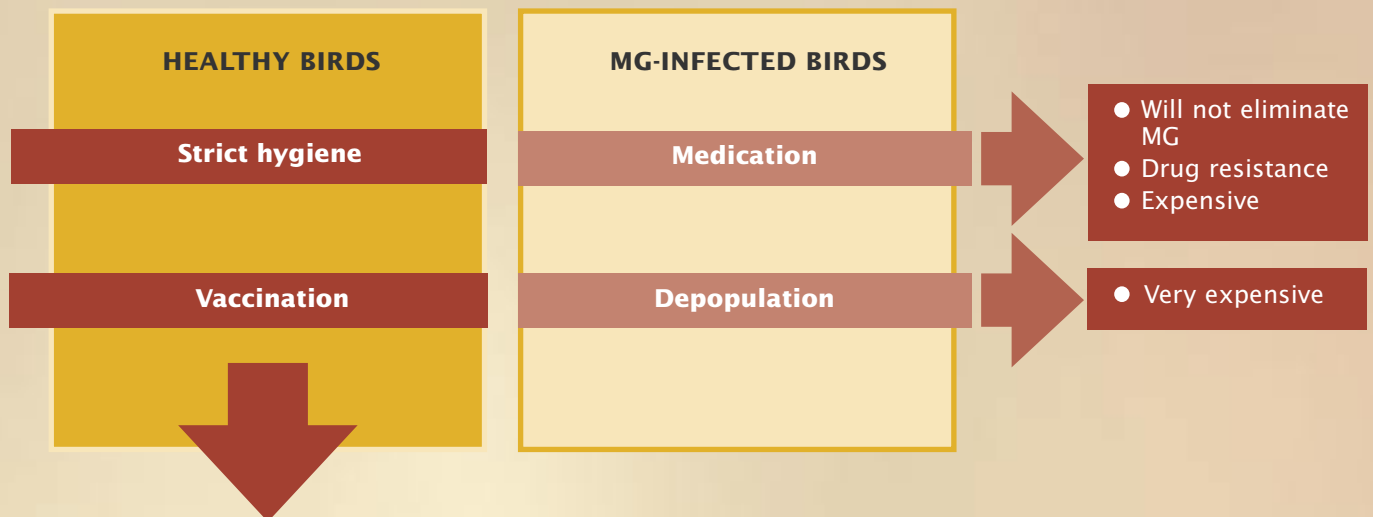 HEALTHY BIRDS
Strict hygiene
Vaccination
MG-INFECTED BIRDS
Medication
● Will not eliminate
MG
● Drug resistance
● Expensive
Depopulation
● Very expensive